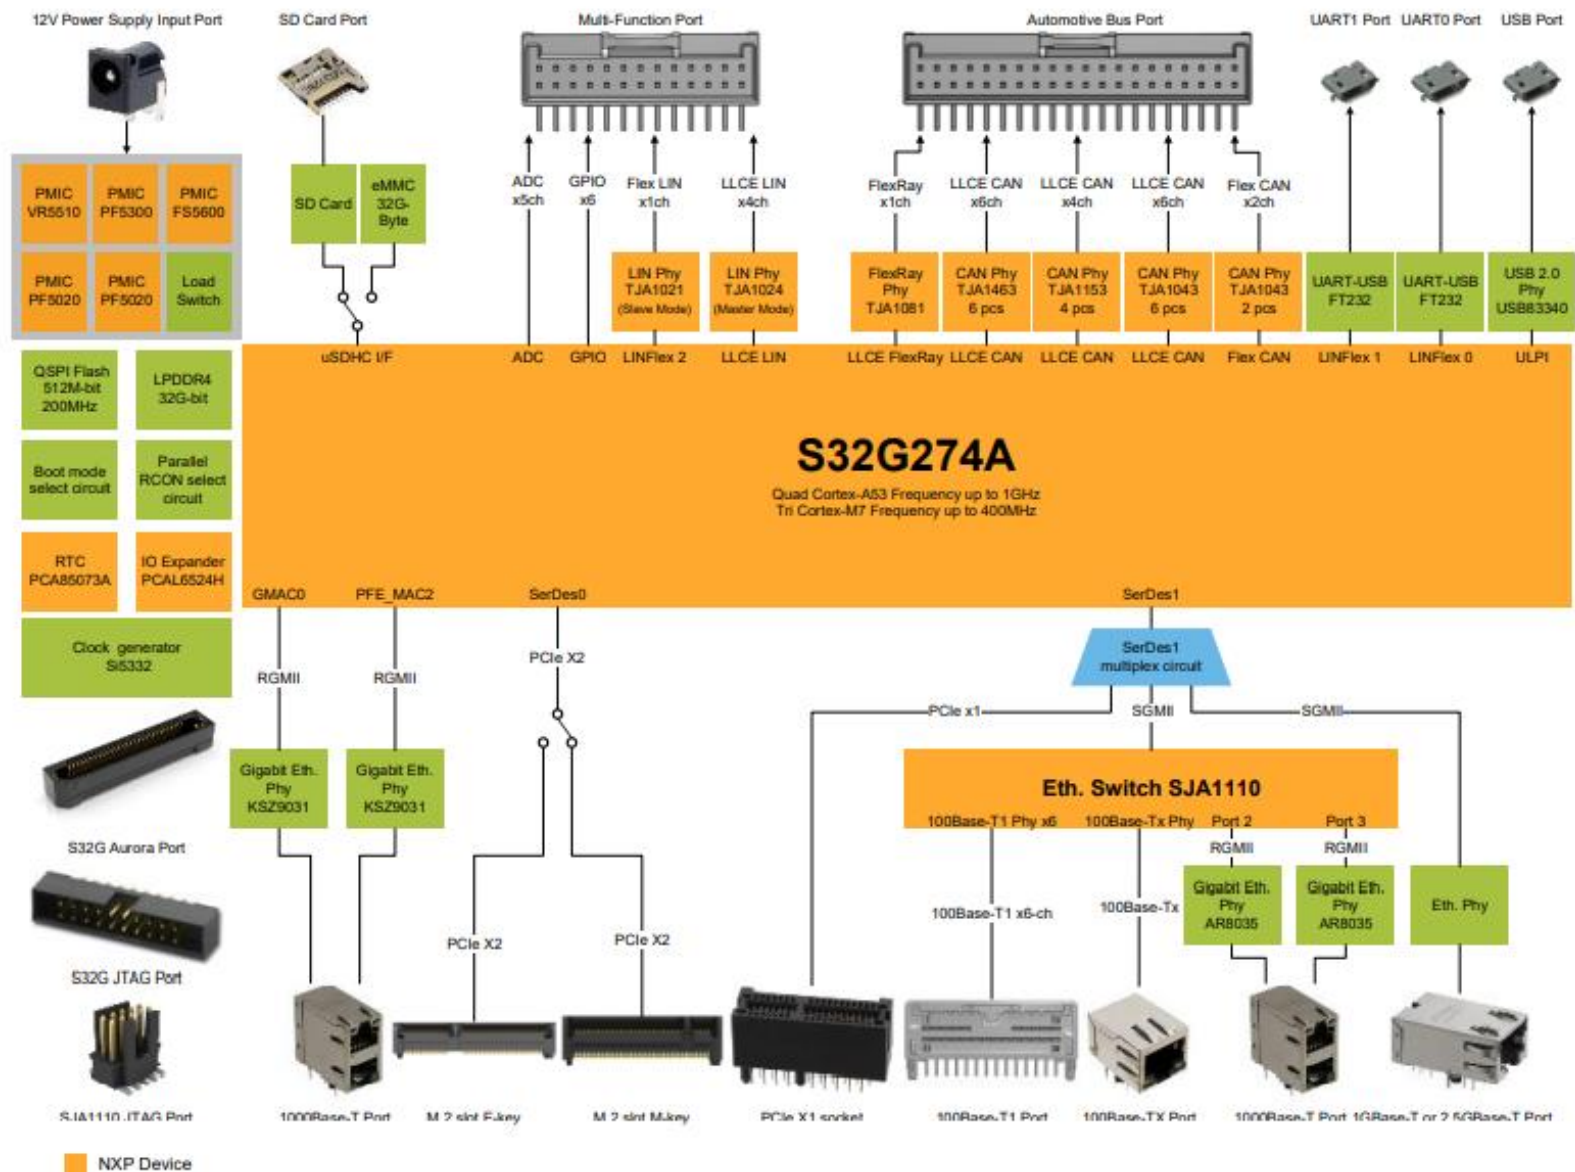 12V Power Supply Input Port
SD Card Port
Multi-Function Port
Automotive Bus Port
UART1 Port
UART0 Port
USB Port
PMIC
VR5510
PMIC
PF5300
PMIC
FS5600
PMIC
PF5020
PMIC
PF5020
Load
Switch
SD Card
eMMC
32G-
Byte
ADC
x5ch
GPIO
x6
Flex LIN
x1ch
LLCE LIN
x4ch
FlexRay
x1ch
LLCE CAN
x6ch
LLCE CAN
x4ch
LLCE CAN
x6ch
Flex CAN
x2ch
LIN Phy
TJA1021
(Slave Mode)
LIN Phy
TJA1024
(Master Mode)
FlexRay
Phy
TJA1081
CAN Phy
TJA1463
6 pcs
CAN Phy
TJA1153
4 pcs
CAN Phy
TJA1043
6 pcs
CAN Phy
TJA1043
2 pcs
UART-USB
FT232
UART-USB
FT232
USB 2.0
Phy
USB83340
uSDHC I/F
ADC
GPIO
LINFlex 2
LLCE LIN
LLCE FlexRay
LLCE CAN
LLCE CAN
LLCE CAN
Flex CAN
LINFlex 1
LINFlex 0
ULPI
QSPI Flash
512M-bit
200MHz
LPDDR4
32G-bit
Boot mode
select circuit
Parallel
RCON select
circuit
RTC
PCA85073A
IO Expander
PCAL6524H
Clock generator
Si5332
S32G274A
Quad Cortex-A53 Frequency up to 1GHz
Tri Cortex-M7 Frequency up to 400MHz
GMAC0
PFE_MAC2
SerDes0
SerDes1
SerDes1
multiplex circuit
RGMII
RGMII
PCIe X2
PCIe x1
SGMII
SGMII
Gigabit Eth.
Phy
KSZ9031
Gigabit Eth.
Phy
KSZ9031
Eth. Switch SJA1110
100Base-T1 Phy x6
100Base-Tx Phy
Port 2
Port 3
RGMII
RGMII
Gigabit Eth.
Phy
AR8035
Gigabit Eth.
Phy
AR8035
Eth. Phy
100Base-T1 x6-ch
100Base-Tx
PCIe X2
PCIe X2
S32G Aurora Port
S32G JTAG Port
SJA1110 JTAG Port
1000Base-T Port
M.2 slot E-key
M.2 slot M-key
PCIe X1 socket
100Base-T1 Port
100Base-TX Port
1000Base-T Port
1GBase-T or 2.5GBase-T Port
NXP Device